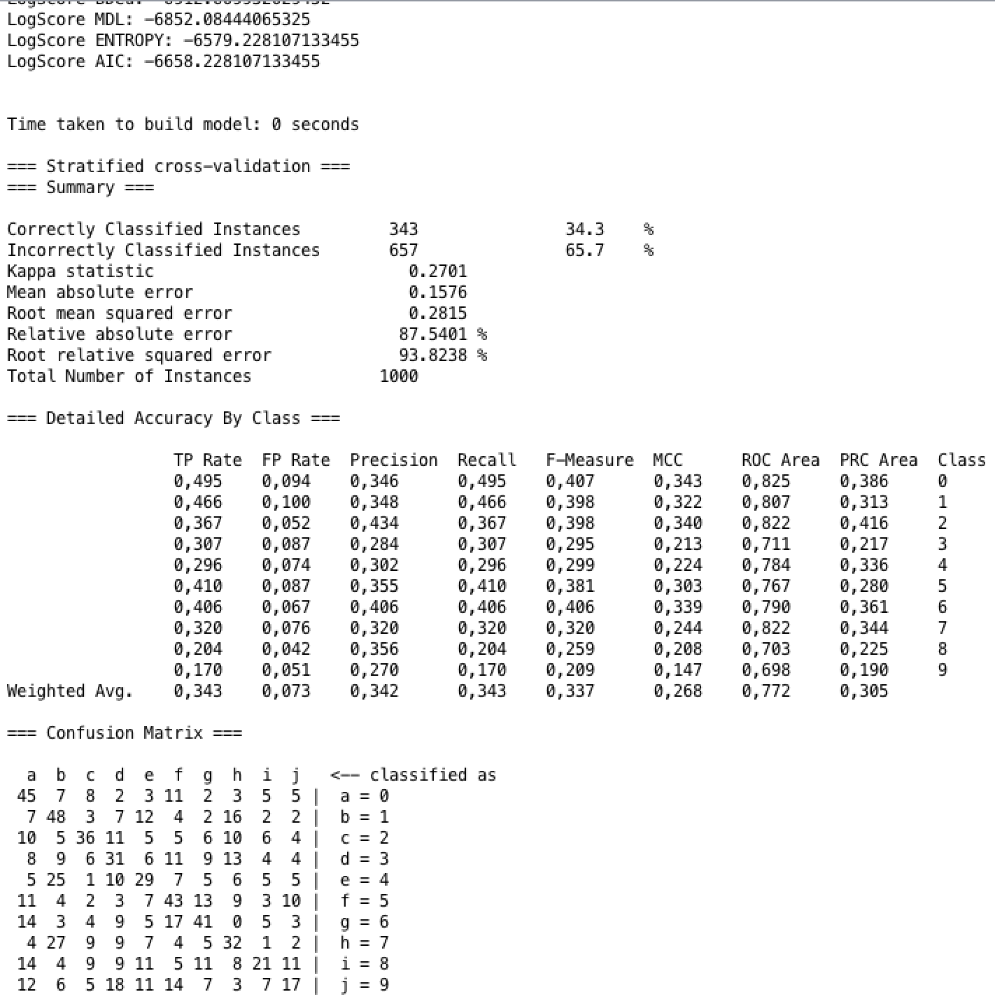 LogScore MDL: -6852.08444065325
LogScore ENTROPY: -6579.228107133455
LogScore AIC: -6658.228107133455
Time taken to build model: 0 seconds
=== Stratified cross-validation ===
=== Summary ===
Correctly Classified Instances 343 34.3 %
Incorrectly Classified Instances 657 65.7 %
Kappa statistic 0.2701
Mean absolute error 0.1576
Root mean squared error 0.2815
Relative absolute error 87.5401 %
Root relative squared error 93.8238 %
Total Number of Instances 1000
=== Detailed Accuracy By Class ===
TP Rate FP Rate Precision Recall F-Measure MCC ROC Area PRC Area Class
0,495 0,094 0,346 0,495 0,407 0,343 0,825 0,386 0
0,466 0,100 0,348 0,466 0,398 0,322 0,807 0,313 1
0,367 0,052 0,434 0,367 0,398 0,340 0,822 0,416 2
0,307 0,087 0,284 0,307 0,295 0,213 0,711 0,217 3
0,296 0,074 0,302 0,296 0,299 0,224 0,784 0,336 4
0,410 0,087 0,355 0,410 0,381 0,303 0,767 0,280 5
0,406 0,067 0,406 0,406 0,406 0,339 0,790 0,361 6
0,320 0,076 0,320 0,320 0,320 0,244 0,822 0,344 7
0,204 0,042 0,356 0,204 0,259 0,208 0,703 0,225 8
0,170 0,051 0,270 0,170 0,209 0,147 0,698 0,190 9
Weighted Avg. 0,343 0,073 0,342 0,343 0,337 0,268 0,772 0,305
=== Confusion Matrix ===
a b c d e f g h i j <-- classified as
45 7 8 2 3 11 2 3 5 5 | a = 0
7 48 3 7 12 4 2 16 2 2 | b = 1
10 5 36 11 5 5 6 10 6 4 | c = 2
8 9 6 31 6 11 9 13 4 4 | d = 3
5 25 1 10 29 7 5 6 5 5 | e = 4
11 4 2 3 7 43 13 9 3 10 | f = 5
14 3 4 9 5 17 41 0 5 3 | g = 6
4 27 9 9 7 4 5 32 1 2 | h = 7
14 4 9 9 11 5 11 8 21 11 | i = 8
12 6 5 18 11 14 7 3 7 17 | j = 9